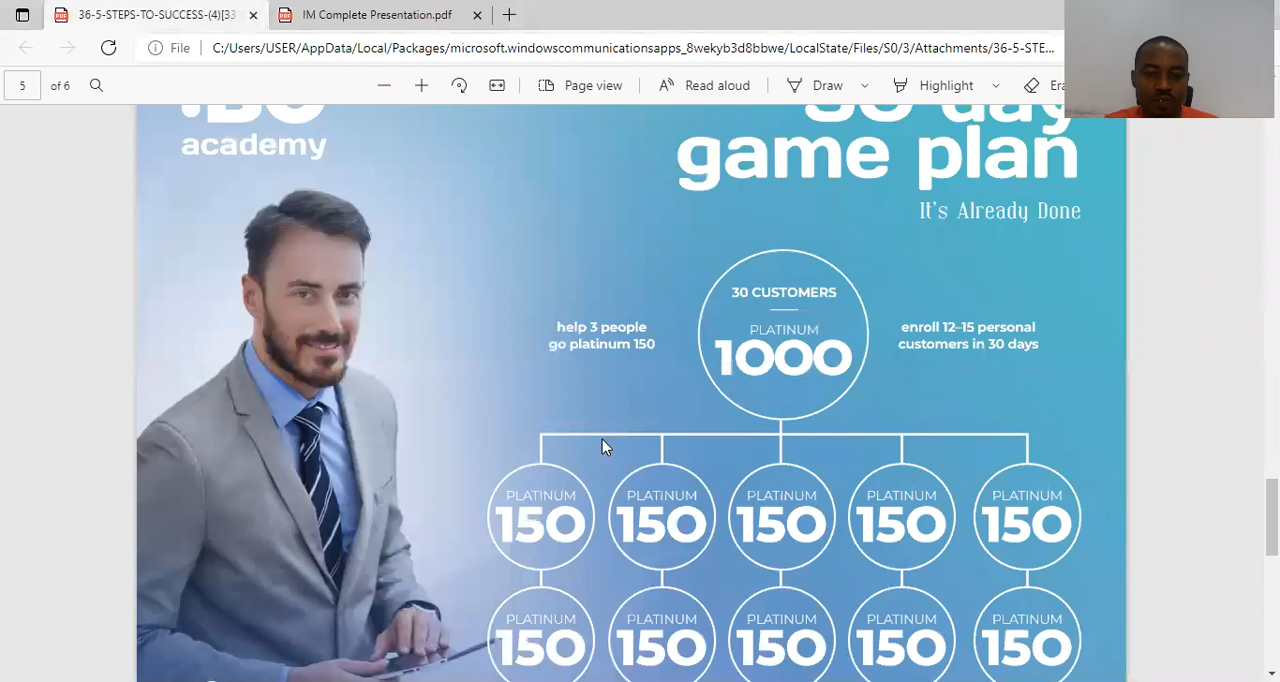 36-5-STEPS-TO-SUCCESS-(4)[33
IM Complete Presentation.pdf
File
C:/Users/USER/AppData/Local/Packages/microsoft.windowscommunicationsapps_8wekyb3d8bbwe/LocalState/Files/S0/3/Attachments/36-5-STE...
5 of 6
Page view
Read aloud
Draw
Highlight
Era
academy
30 day
game plan
It's Already Done
30 CUSTOMERS
PLATINUM
1000
help 3 people
go platinum 150
enroll 12-15 personal
customers in 30 days
PLATINUM PLATINUM PLATINUM PLATINUM PLATINUM
150 150 150 150 150
PLATINUM PLATINUM PLATINUM PLATINUM PLATINUM
150 150 150 150 150